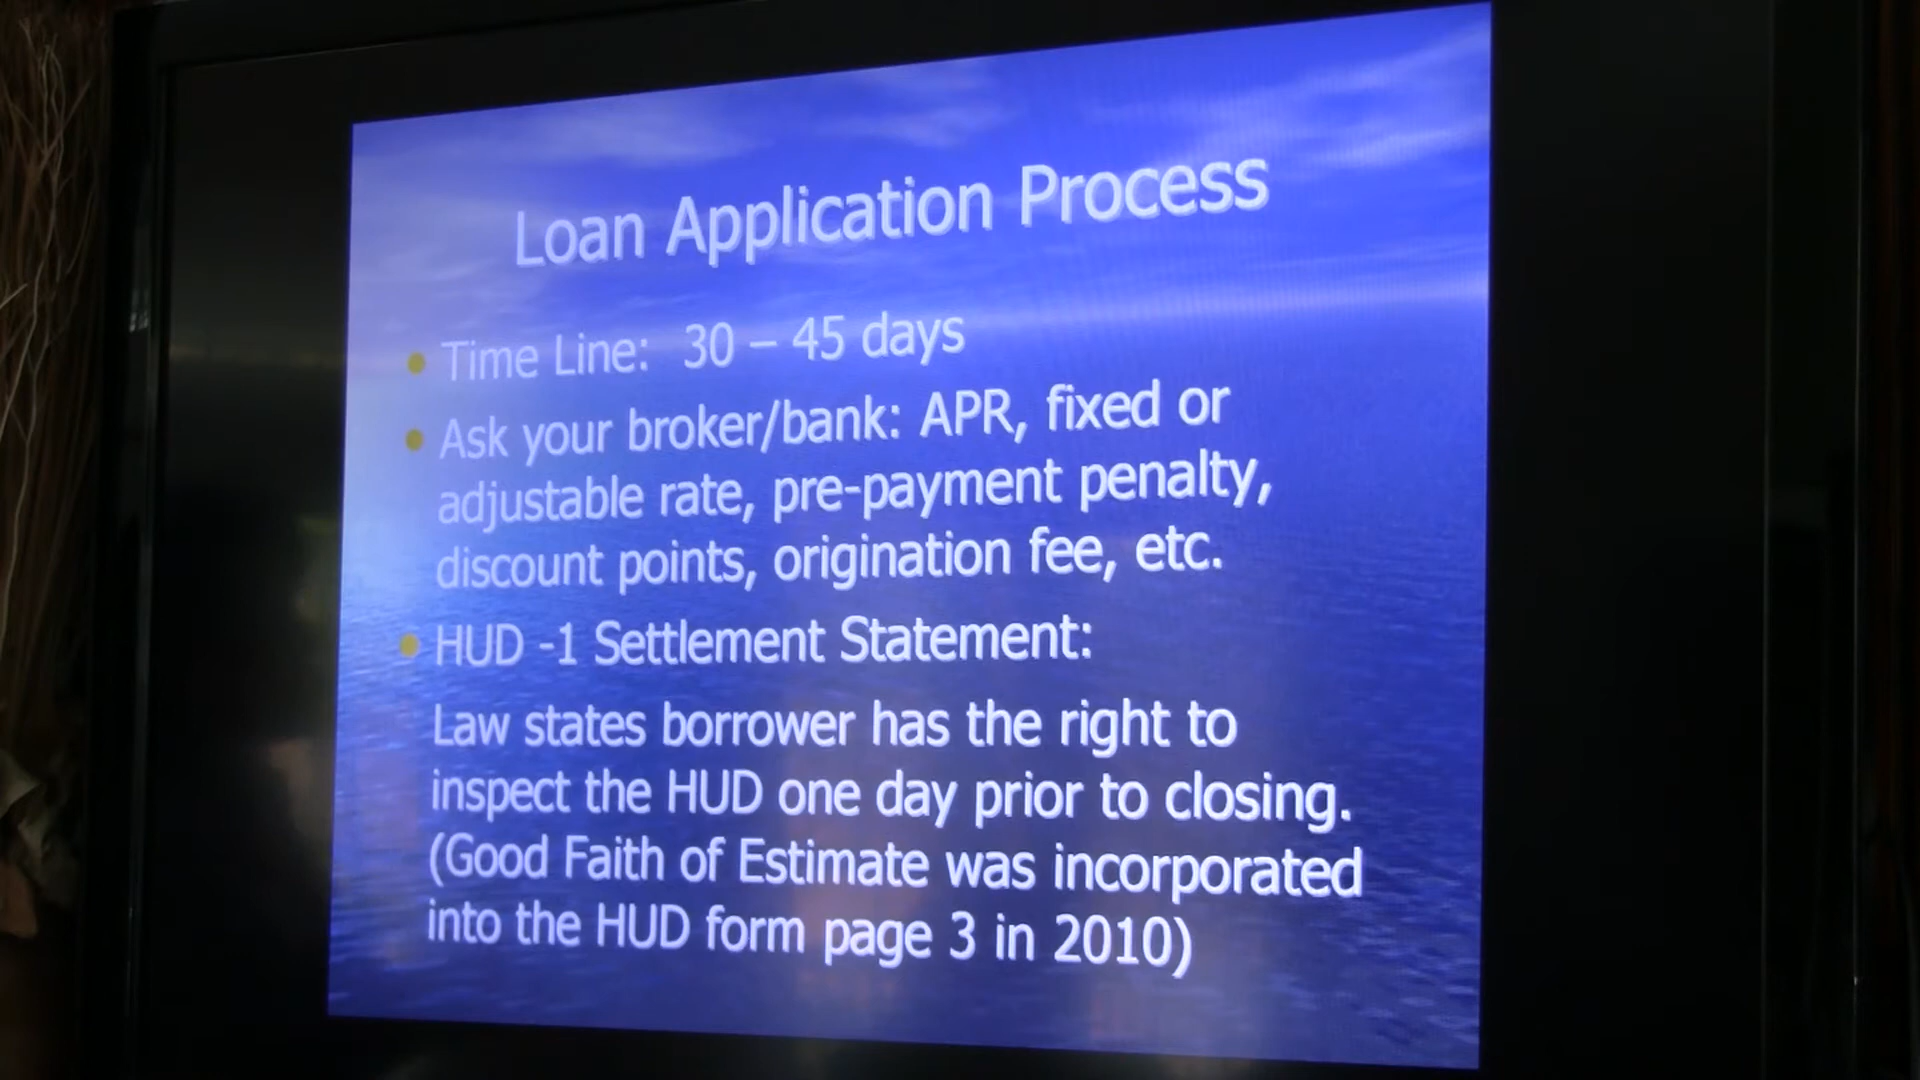 Loan Application Process
• Time Line: 30 – 45 days
• Ask your broker/bank: APR, fixed or
adjustable rate, pre-payment penalty,
discount points, origination fee, etc.
• HUD -1 Settlement Statement:
Law states borrower has the right to
inspect the HUD one day prior to closing.
(Good Faith of Estimate was incorporated
into the HUD form page 3 in 2010)